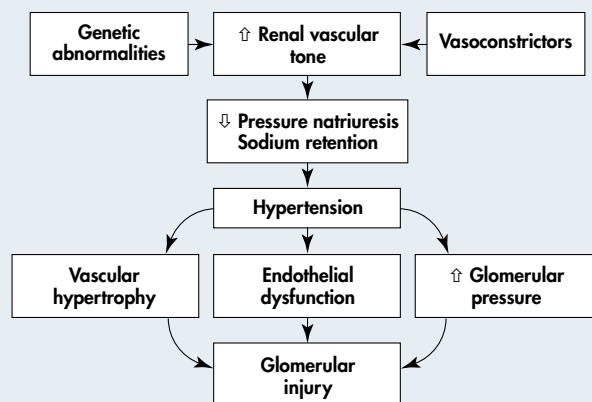 Genetic
abnormalities
⇧ Renal vascular
tone
Vasoconstrictors
⇩ Pressure natriuresis
Sodium retention
Hypertension
Vascular
hypertrophy
Endothelial
dysfunction
⇧ Glomerular
pressure
Glomerular
injury